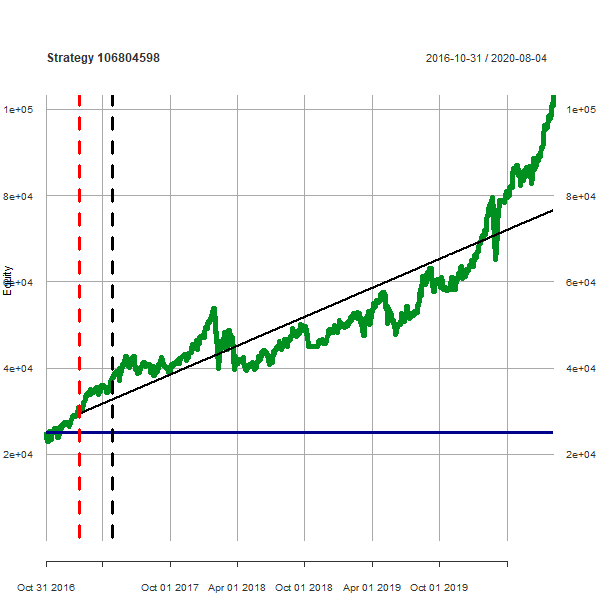 Strategy 106804598
2016-10-31 / 2020-08-04
1e+05
8e+04
6e+04
4e+04
2e+04
Equity
1e+05
8e+04
6e+04
4e+04
2e+04
Oct 31 2016
Oct 01 2017
Apr 01 2018
Oct 01 2018
Apr 01 2019
Oct 01 2019